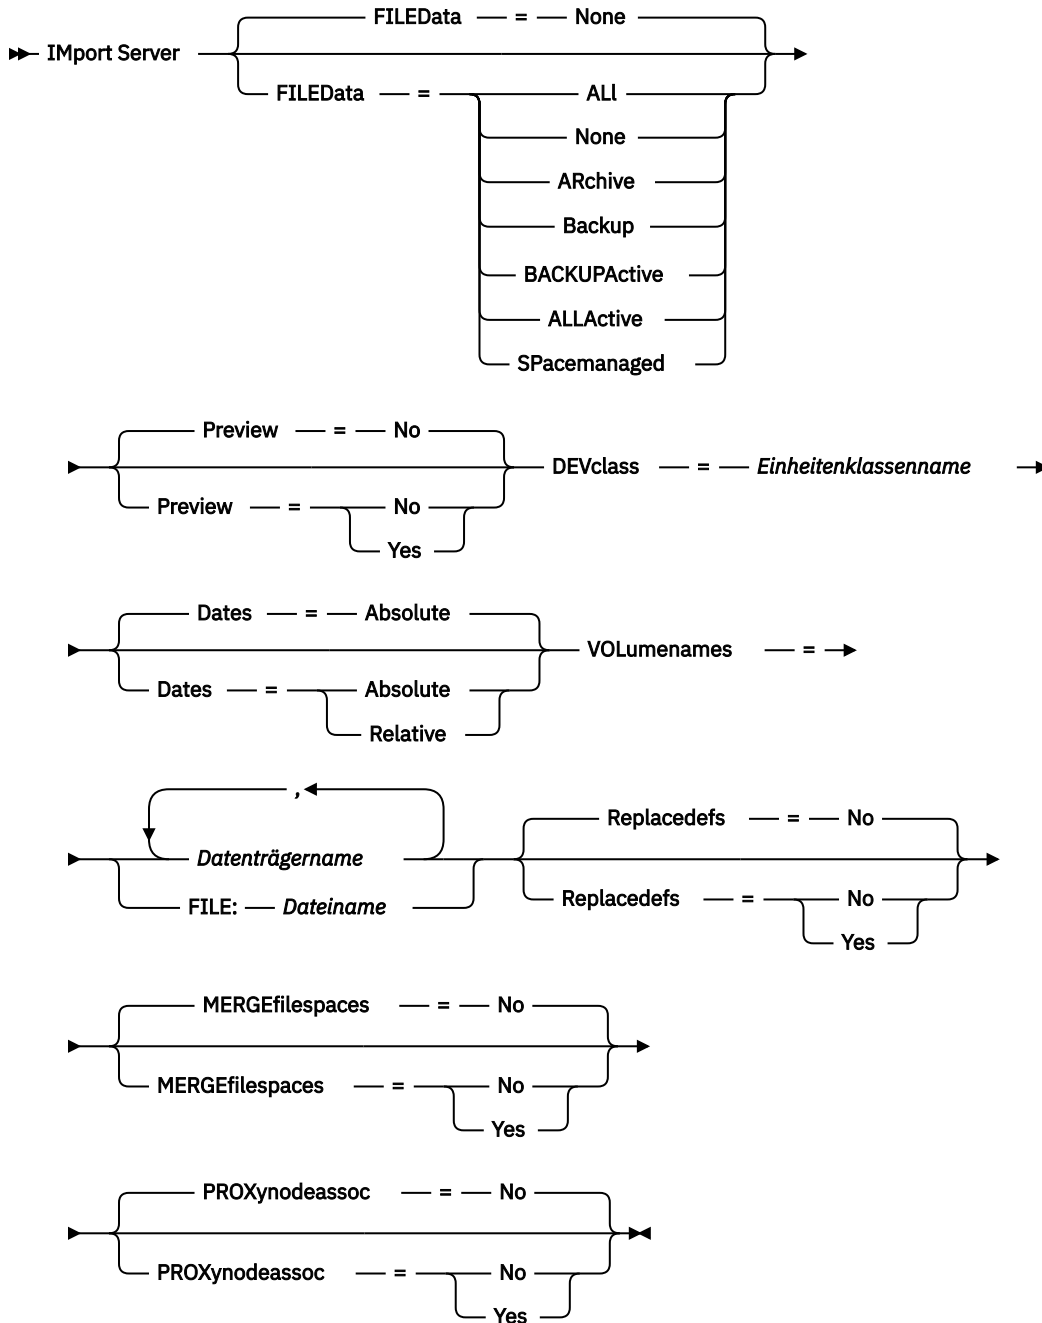 FILEData = None
IMport Server
FILEData = ALl
None
ARchive
Backup
BACKUPActive
ALLActive
SPacemanaged
Preview = No
DEVclass = Einheitenklassenname
Preview = No
Yes
Dates = Absolute
VOLumenames =
Dates = Absolute
Relative
,
Datenträgername
FILE: Dateiname
Replacedefs = No
Replacedefs = No
Yes
MERGEfilespaces = No
MERGEfilespaces = No
Yes
PROXynodeassoc = No
PROXynodeassoc = No
Yes